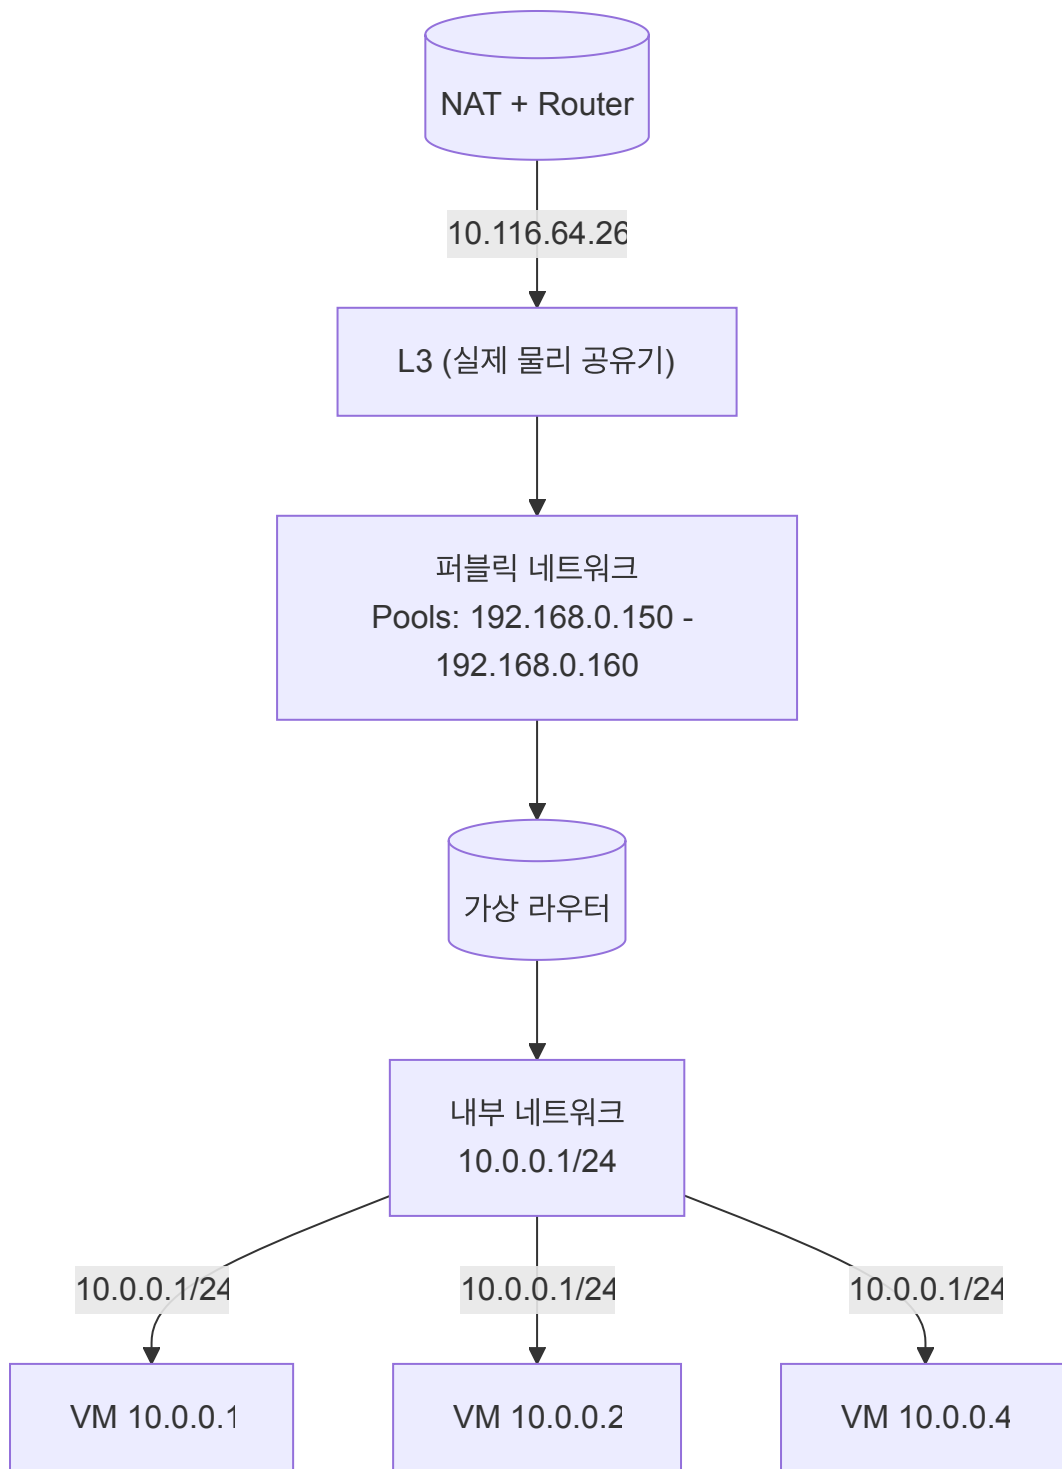 NAT + Router
10.116.64.26
L3 (실제 물리 공유기)
퍼블릭 네트워크
Pools: 192.168.0.150 -
192.168.0.160
가상 라우터
내부 네트워크
10.0.0.1/24
10.0.0.1/24
10.0.0.1/24
10.0.0.1/24
VM 10.0.0.1
VM 10.0.0.2
VM 10.0.0.4